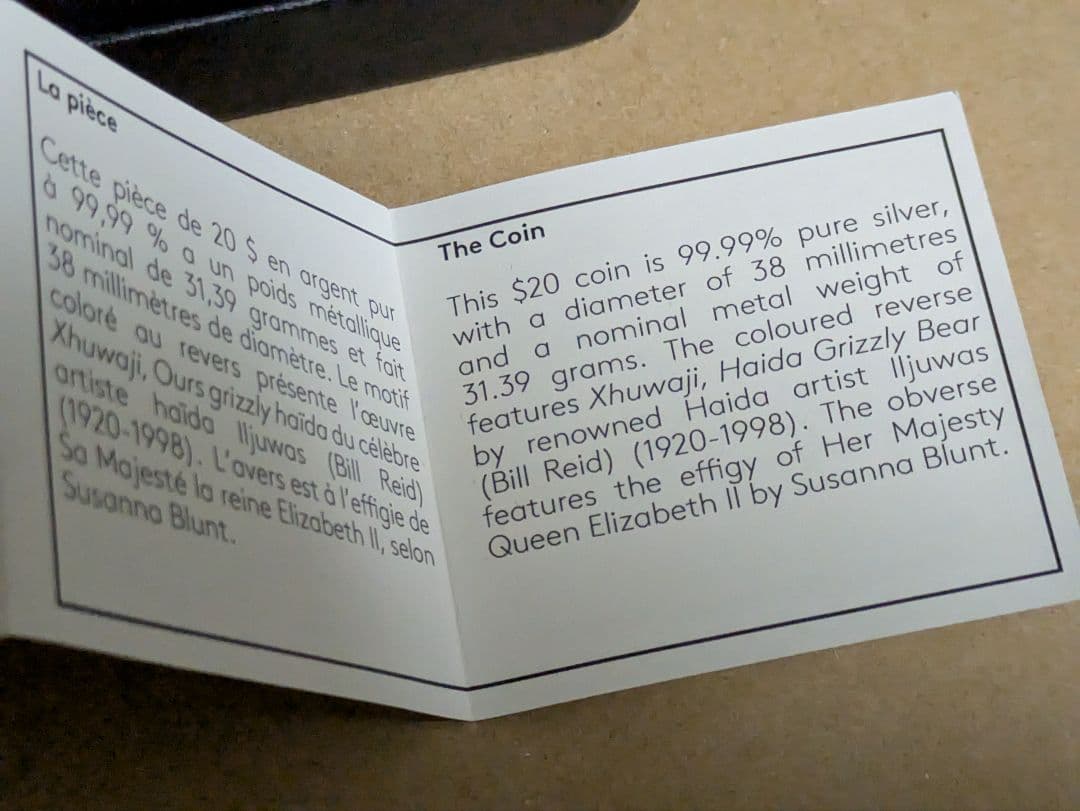 La pièce
Cette pièce de 20 $ en argent pur
à 99,99 % a un poids métallique
nominal de 31,39 grammes et fait
38 millimètres de diamètre. Le motif
coloré au revers présente l'œuvre
Xhuwaji, Ours grizzly haïda du célèbre
artiste haïda Iljuwas (Bill Reid)
(1920-1998). L'avers est à l'effigie de
Sa Majesté la reine Elizabeth II, selon
Susanna Blunt.
The Coin
This $20 coin is 99.99% pure silver,
with a diameter of 38 millimetres
and a nominal metal weight of
31.39 grams. The coloured reverse
features Xhuwaji, Haida Grizzly Bear
by renowned Haida artist Iljuwas
(Bill Reid) (1920-1998). The obverse
features the effigy of Her Majesty
Queen Elizabeth II by Susanna Blunt.